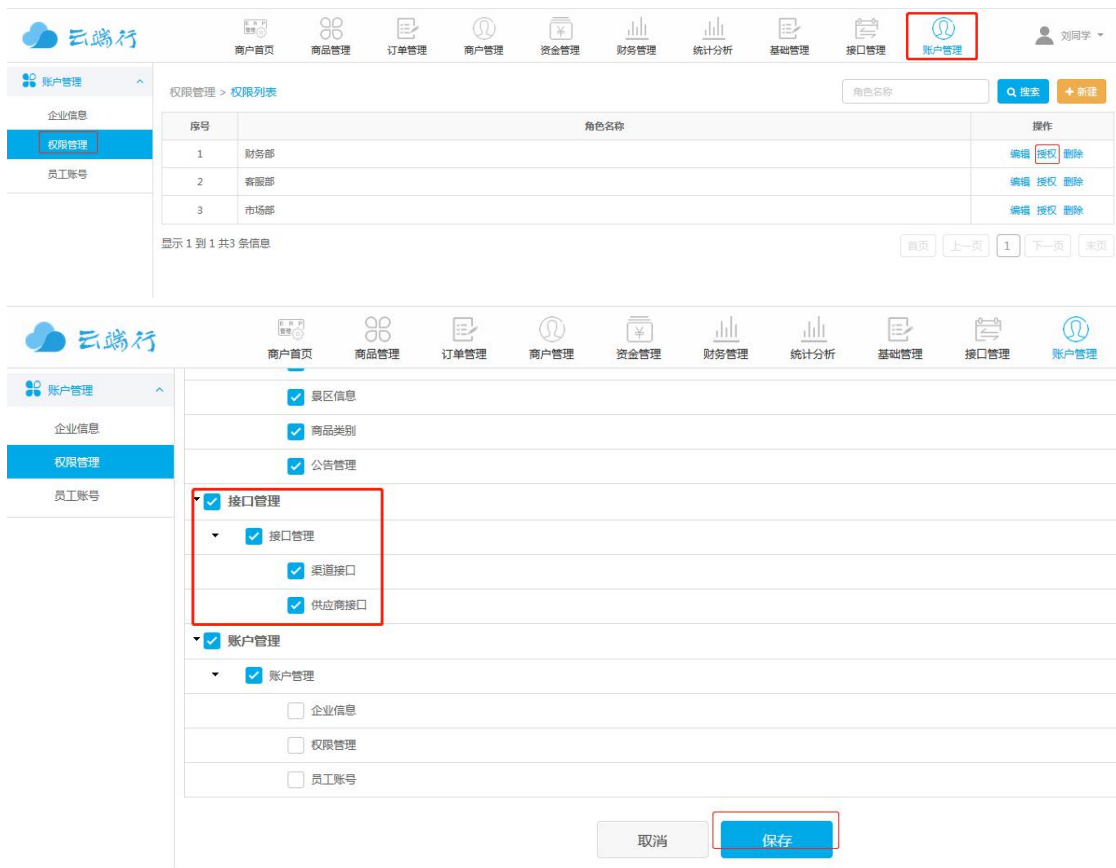 云端行
商户首页 商品管理 订单管理 商户管理 资金管理 财务管理 统计分析 基础管理 接口管理 账户管理
刘同学
账户管理
企业信息
权限管理
员工账号
权限管理 > 权限列表
角色名称 搜索 + 新建
序号 角色名称 操作
1 财务部 编辑 授权 删除
2 客服部 编辑 授权 删除
3 市场部 编辑 授权 删除
显示 1 到 1 共3 条信息
首页 上一页 1 下一页 末页
云端行
商户首页 商品管理 订单管理 商户管理 资金管理 财务管理 统计分析 基础管理 接口管理 账户管理
账户管理
企业信息
权限管理
员工账号
景区信息
商品类别
公告管理
接口管理
接口管理
渠道接口
供应商接口
账户管理
账户管理
企业信息
权限管理
员工账号
取消 保存